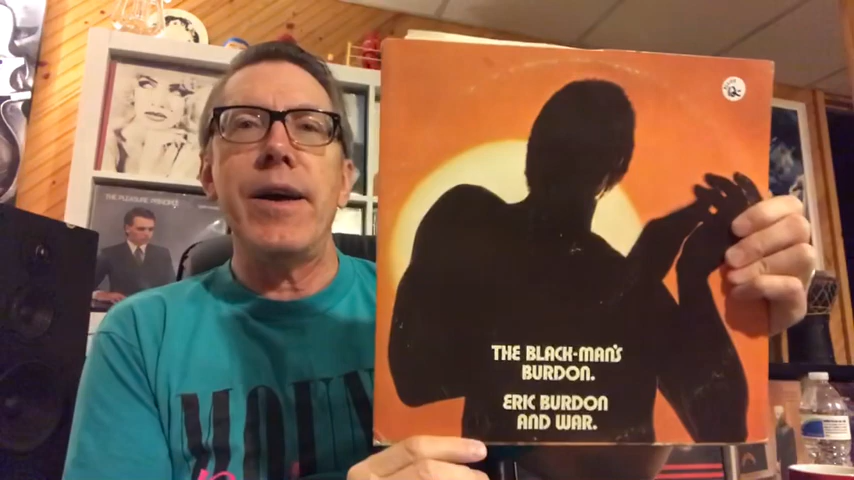 THE PLEASURE PRINCIPLE
THE BLACK-MAN'S
BURDON.
ERIC BURDON
AND WAR.